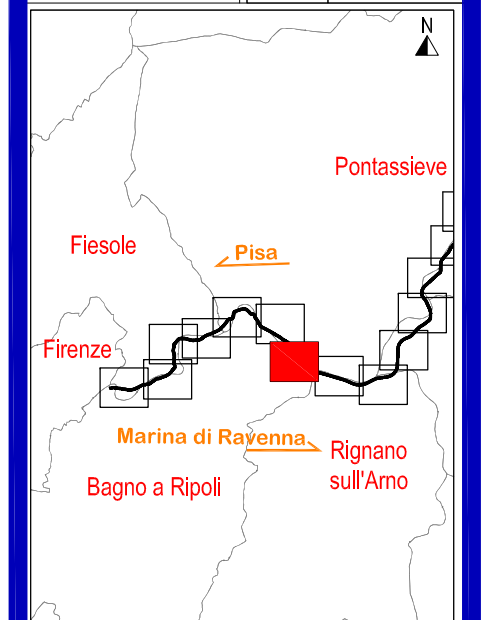 N
Pontassieve
Fiesole
Pisa
Firenze
Marina di Ravenna
Rignano
sull'Arno
Bagno a Ripoli